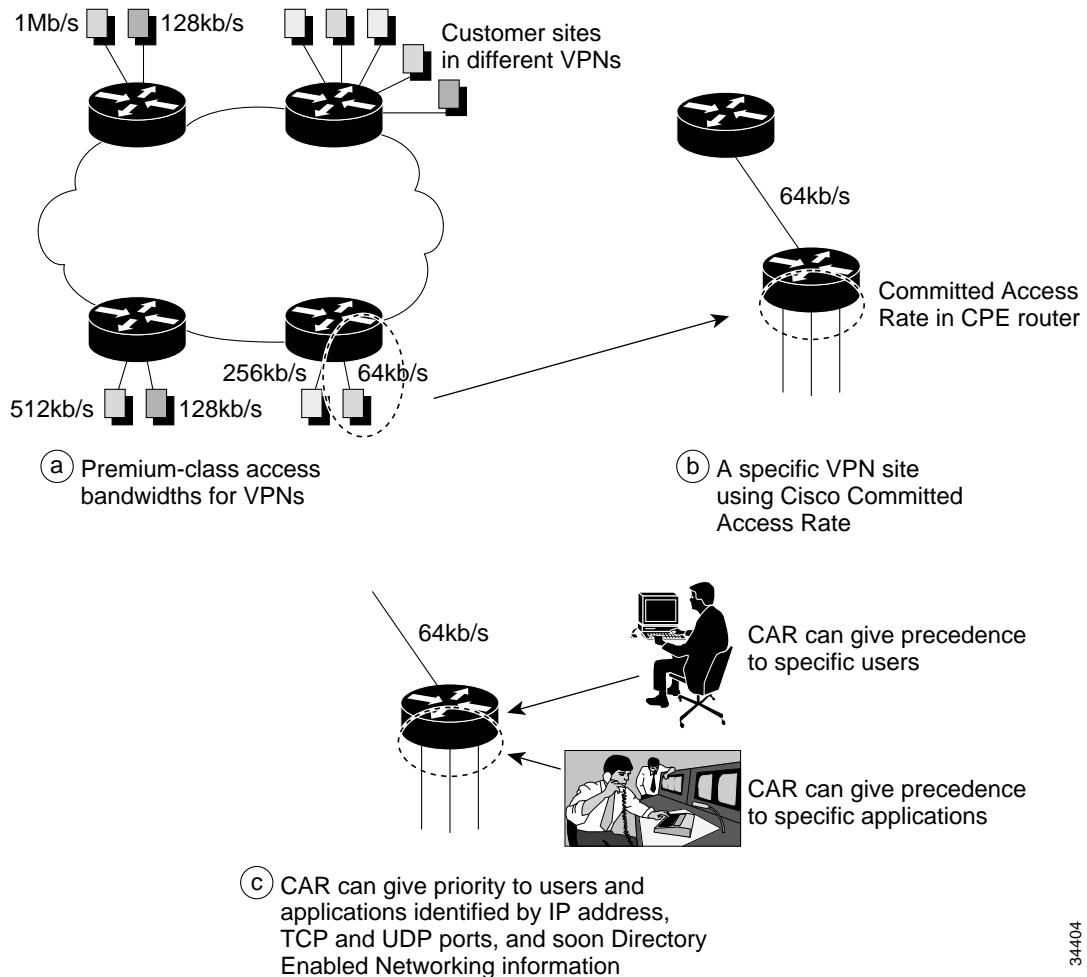 1Mb/s
128kb/s
Customer sites
in different VPNs
64kb/s
Committed Access
Rate in CPE router
256kb/s
64kb/s
512kb/s
128kb/s
a
Premium-class access
bandwidths for VPNs
b
A specific VPN site
using Cisco Committed
Access Rate
64kb/s
CAR can give precedence
to specific users
CAR can give precedence
to specific applications
c
CAR can give priority to users and
applications identified by IP address,
TCP and UDP ports, and soon Directory
Enabled Networking information
34404